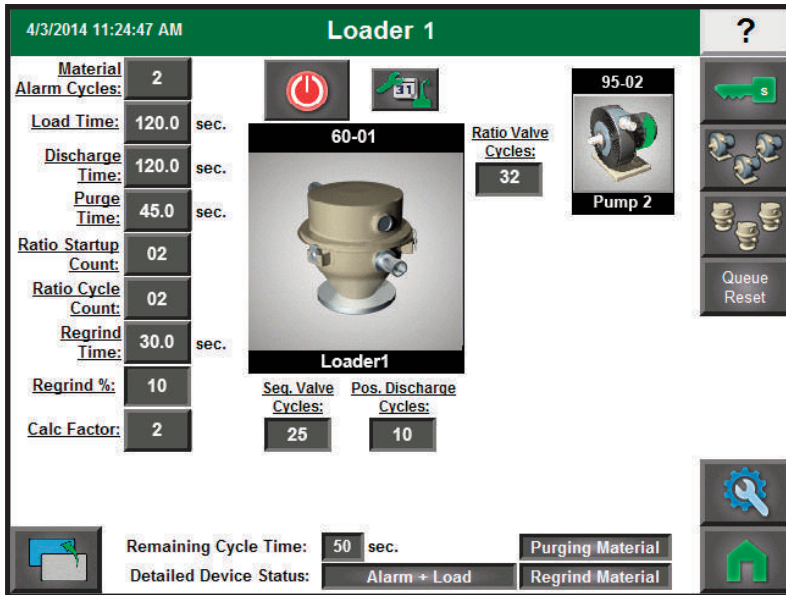 4/3/2014 11:24:47 AM
Loader 1
?
Material
Alarm Cycles:
2
Load Time:
120.0
sec.
Discharge
Time:
120.0
sec.
Purge
Time:
45.0
sec.
Ratio Startup
Count:
02
Ratio Cycle
Count:
02
Regrind
Time:
30.0
sec.
Regrind %:
10
Calc Factor:
2
31
60-01
Loader1
Ratio Valve
Cycles:
32
95-02
Pump 2
Seq. Valve
Cycles:
25
Pos. Discharge
Cycles:
10
s
Queue
Reset
Remaining Cycle Time:
50
sec.
Purging Material
Detailed Device Status:
Alarm + Load
Regrind Material